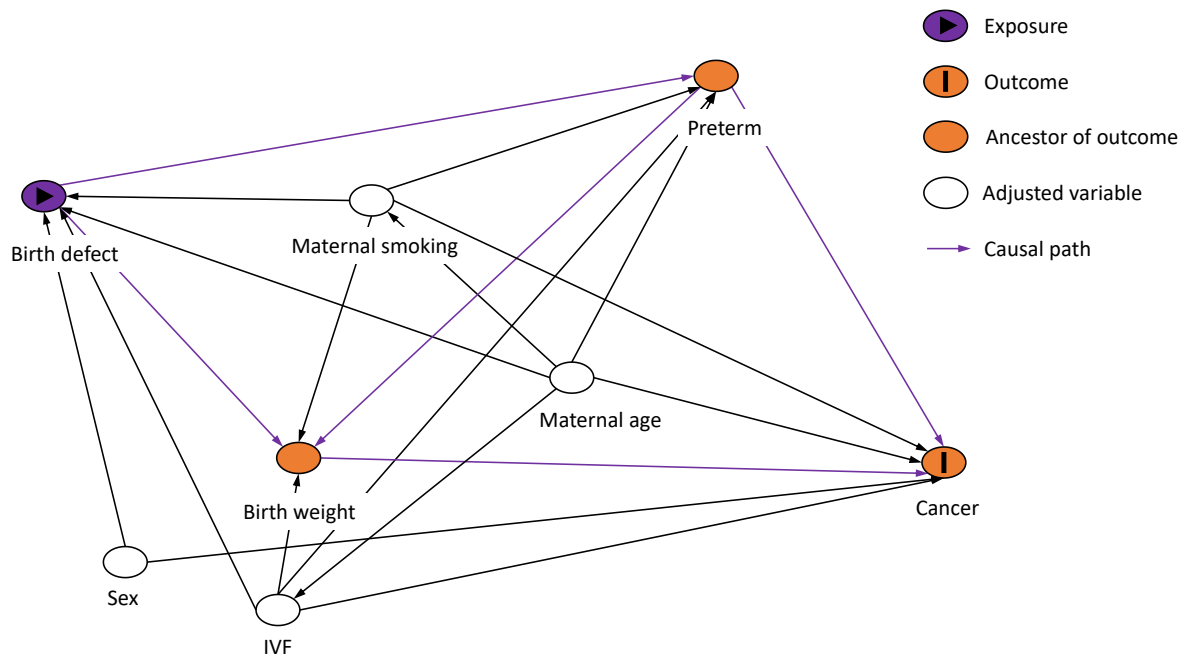 Exposure
Outcome
Preterm
Ancestor of outcome
Adjusted variable
Maternal smoking
Birth defect
Causal path
Maternal age
Birth weight
Cancer
Sex
IVF